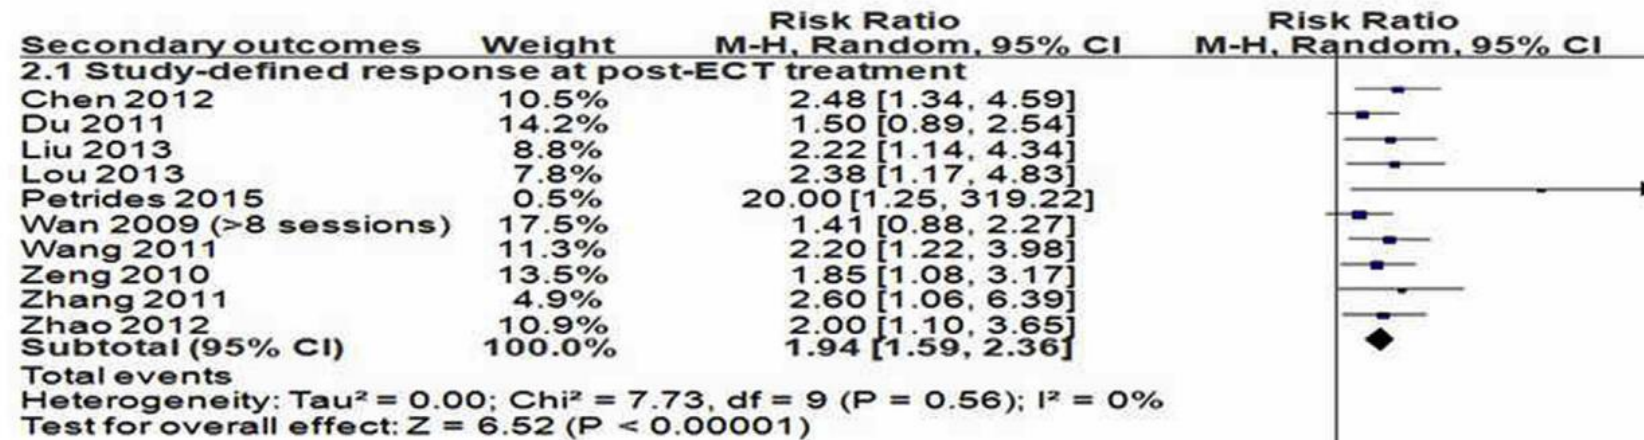 Risk Ratio Risk Ratio
Secondary outcomes Weight M-H, Random, 95% CI M-H, Random, 95% CI
2.1 Study-defined response at post-ECT treatment
Chen 2012 10.5% 2.48 [1.34, 4.59]
Du 2011 14.2% 1.50 [0.89, 2.54]
Liu 2013 8.8% 2.22 [1.14, 4.34]
Lou 2013 7.8% 2.38 [1.17, 4.83]
Petrides 2015 0.5% 20.00 [1.25, 319.22]
Wan 2009 (>8 sessions) 17.5% 1.41 [0.88, 2.27]
Wang 2011 11.3% 2.20 [1.22, 3.98]
Zeng 2010 13.5% 1.85 [1.08, 3.17]
Zhang 2011 4.9% 2.60 [1.06, 6.39]
Zhao 2012 10.9% 2.00 [1.10, 3.65]
Subtotal (95% CI) 100.0% 1.94 [1.59, 2.36]
Total events
Heterogeneity: Tau² = 0.00; Chi² = 7.73, df = 9 (P = 0.56); I² = 0%
Test for overall effect: Z = 6.52 (P < 0.00001)